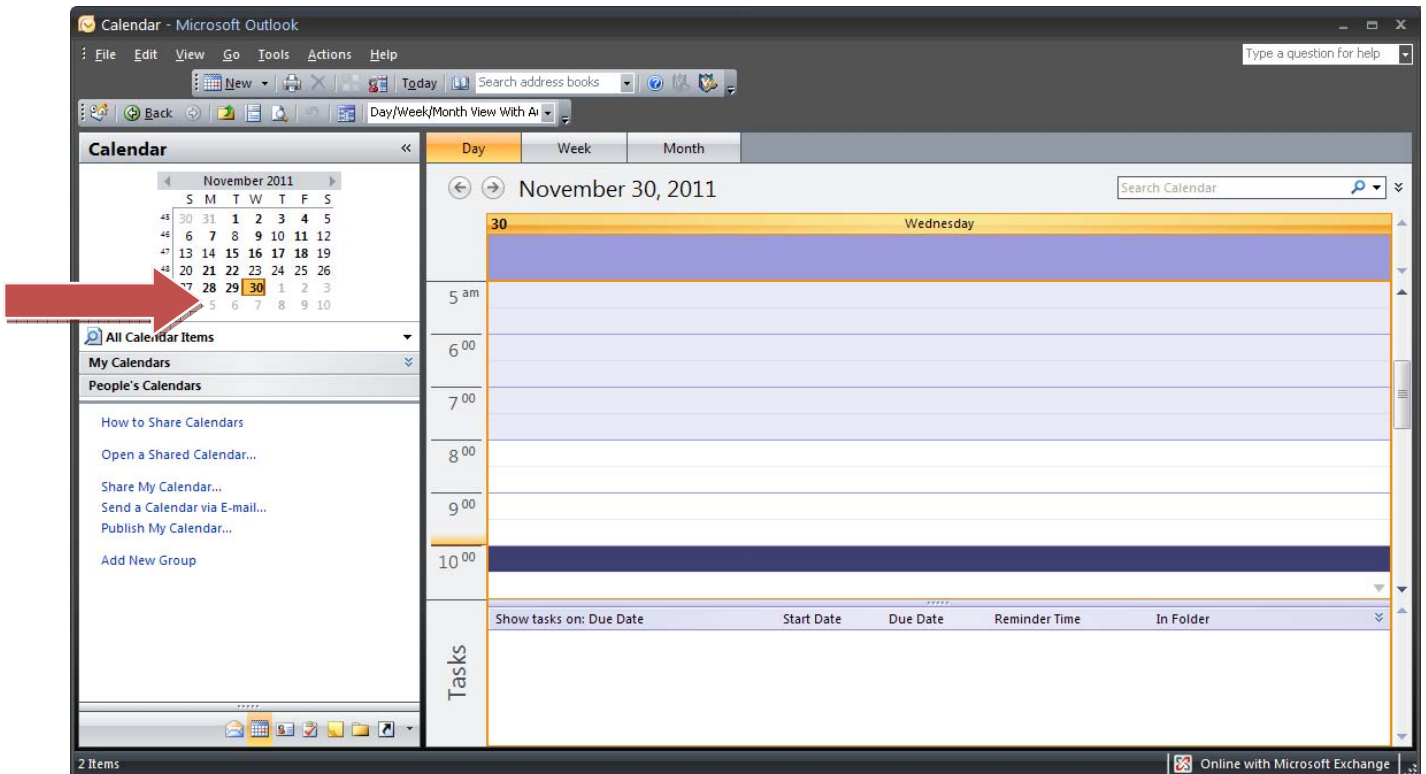 Calendar - Microsoft Outlook
File Edit View Go Tools Actions Help
Type a question for help
New Today Search address books
Back Day/Week/Month View With Au
Calendar «
Day Week Month
November 2011
S M T W T F S
45 30 31 1 2 3 4 5
46 6 7 8 9 10 11 12
47 13 14 15 16 17 18 19
48 20 21 22 23 24 25 26
27 28 29 30 1 2 3
5 6 7 8 9 10
November 30, 2011
Search Calendar
30 Wednesday
All Calendar Items
My Calendars
People's Calendars
How to Share Calendars
Open a Shared Calendar...
Share My Calendar...
Send a Calendar via E-mail...
Publish My Calendar...
Add New Group
5 am
6 00
7 00
8 00
9 00
10 00
Tasks
Show tasks on: Due Date Start Date Due Date Reminder Time In Folder
2 Items
Online with Microsoft Exchange